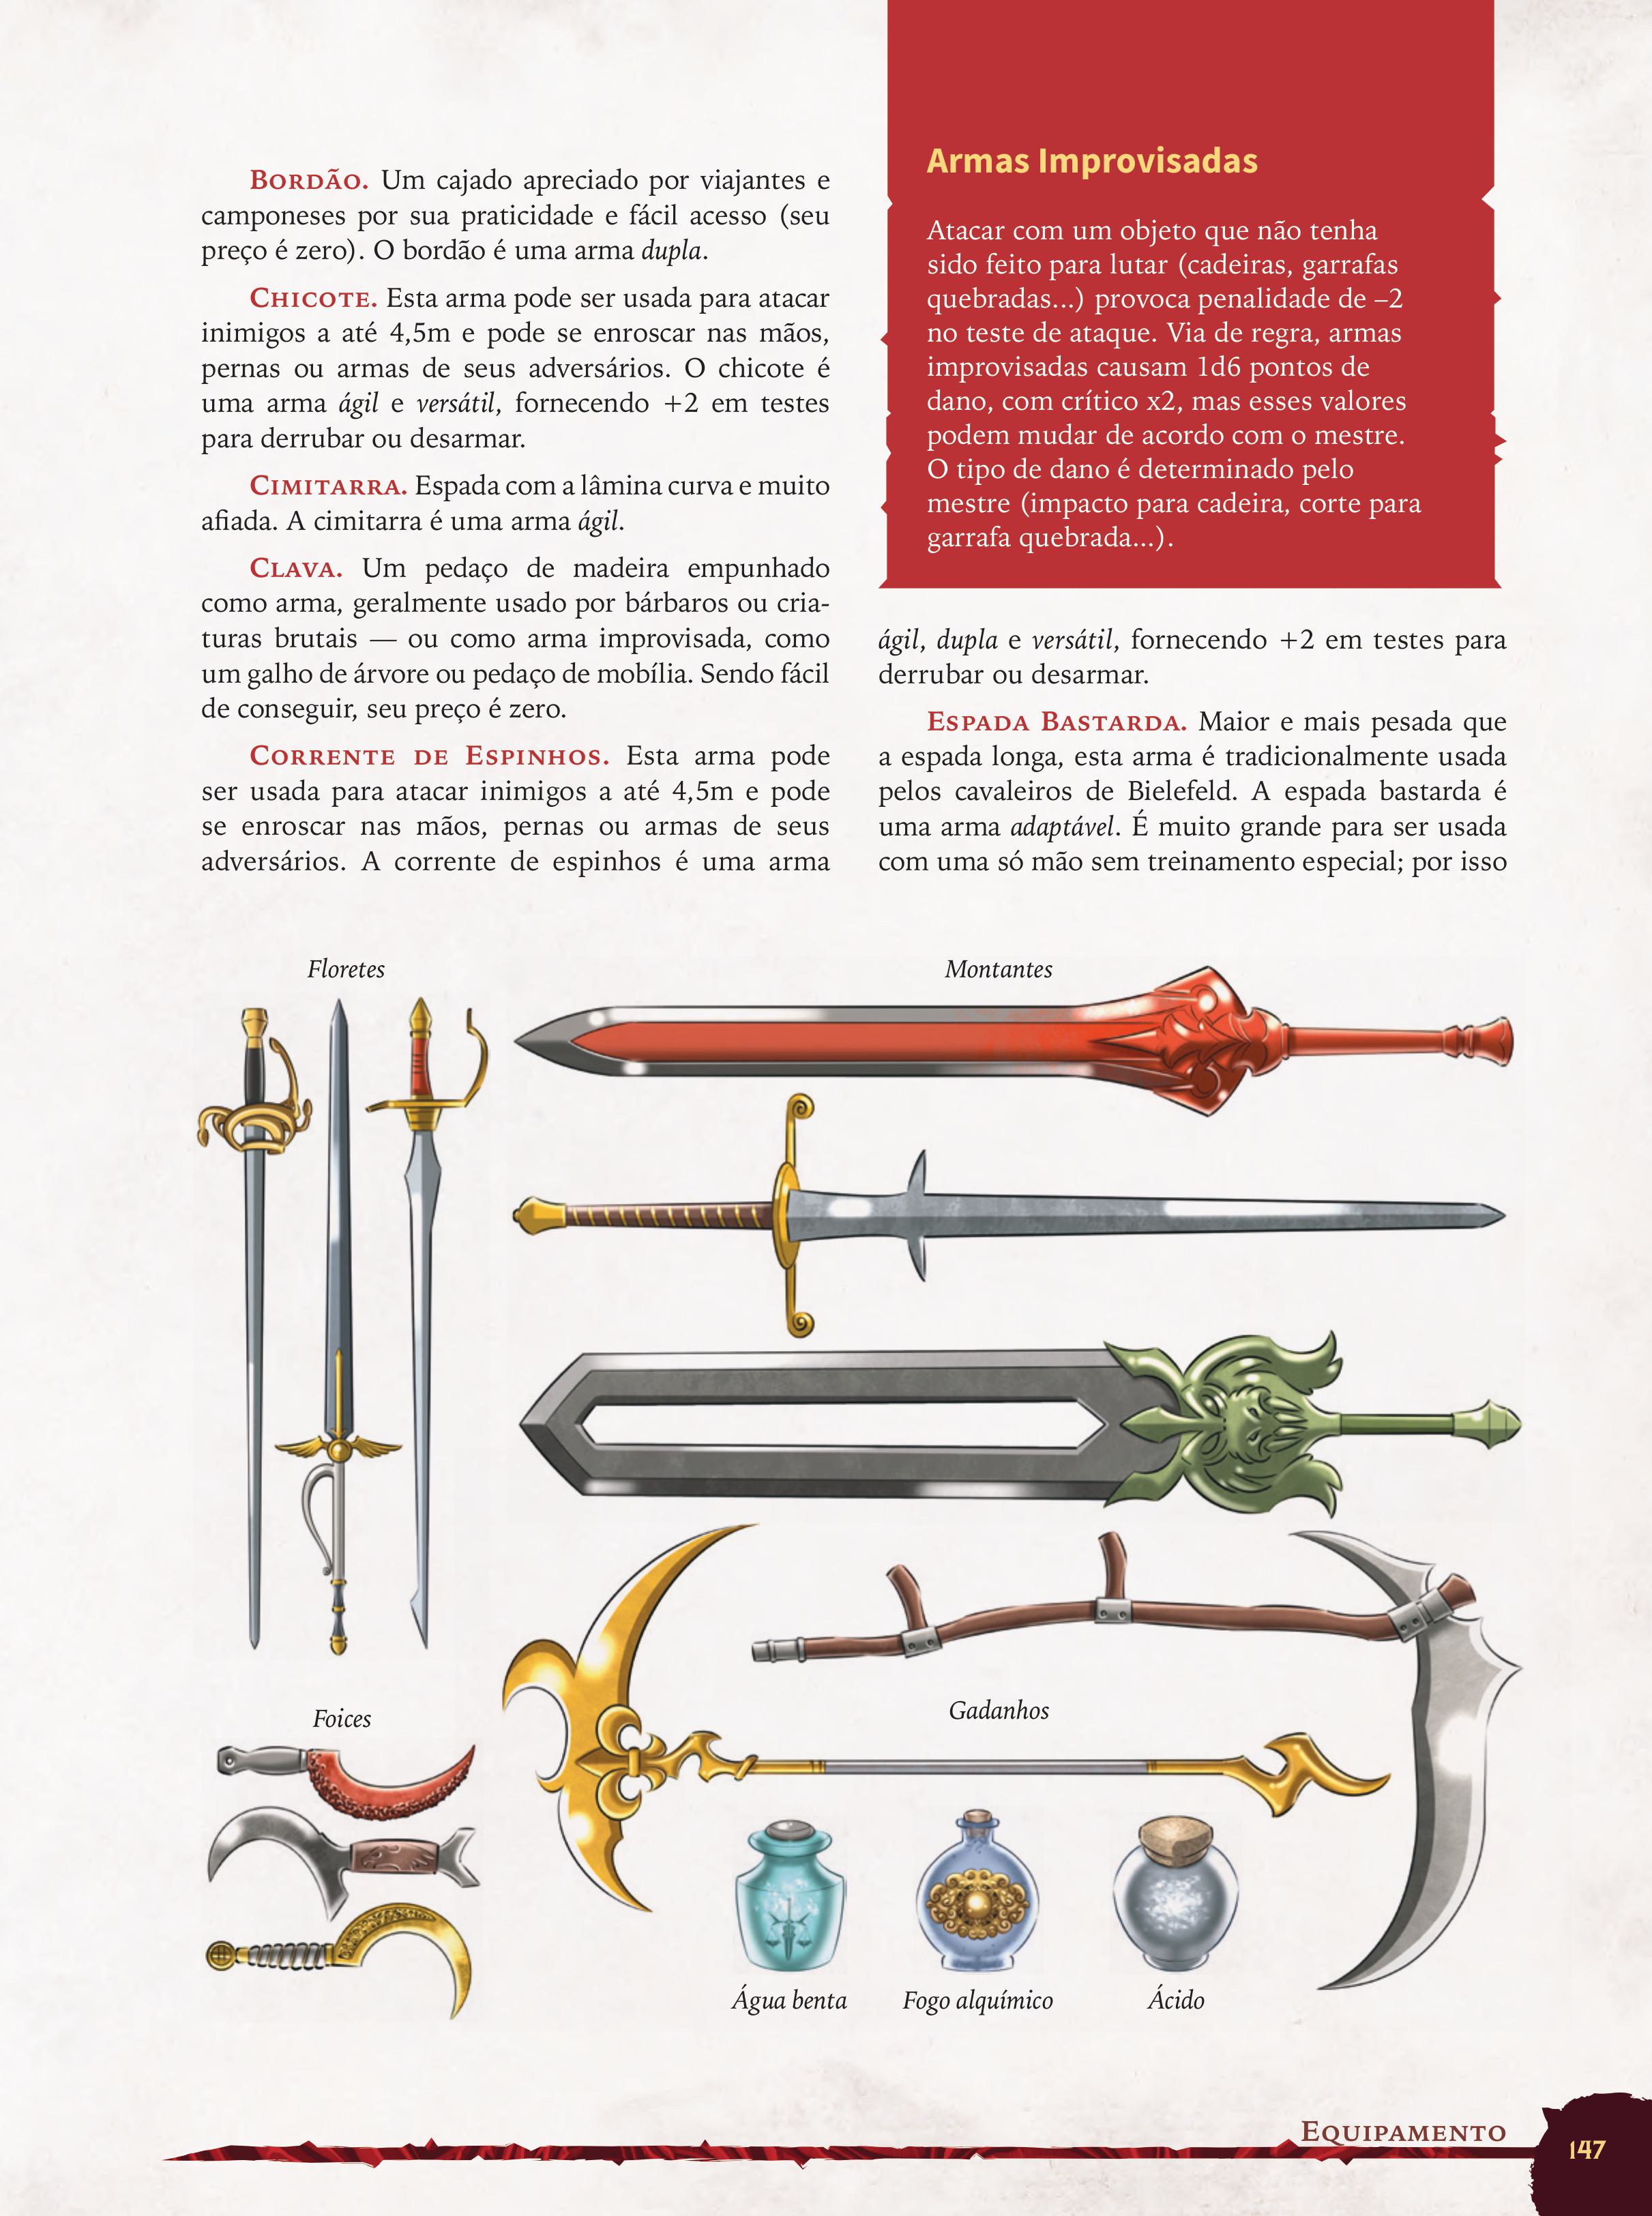 Bordão. Um cajado apreciado por viajantes e
camponeses por sua praticidade e fácil acesso (seu
preço é zero). O bordão é uma arma dupla.
Chicote. Esta arma pode ser usada para atacar
inimigos a até 4,5m e pode se enroscar nas mãos,
pernas ou armas de seus adversários. O chicote é
uma arma ágil e versátil, fornecendo +2 em testes
para derrubar ou desarmar.
Cimitarra. Espada com a lâmina curva e muito
afiada. A cimitarra é uma arma ágil.
Clava. Um pedaço de madeira empunhado
como arma, geralmente usado por bárbaros ou cria-
turas brutais — ou como arma improvisada, como
um galho de árvore ou pedaço de mobília. Sendo fácil
de conseguir, seu preço é zero.
Corrente de Espinhos. Esta arma pode
ser usada para atacar inimigos a até 4,5m e pode
se enroscar nas mãos, pernas ou armas de seus
adversários. A corrente de espinhos é uma arma
Armas Improvisadas
Atacar com um objeto que não tenha
sido feito para lutar (cadeiras, garrafas
quebradas...) provoca penalidade de –2
no teste de ataque. Via de regra, armas
improvisadas causam 1d6 pontos de
dano, com crítico x2, mas esses valores
podem mudar de acordo com o mestre.
O tipo de dano é determinado pelo
mestre (impacto para cadeira, corte para
garrafa quebrada...).
ágil, dupla e versátil, fornecendo +2 em testes para
derrubar ou desarmar.
Espada Bastarda. Maior e mais pesada que
a espada longa, esta arma é tradicionalmente usada
pelos cavaleiros de Bielefeld. A espada bastarda é
uma arma adaptável. É muito grande para ser usada
com uma só mão sem treinamento especial; por isso
Floretes
Montantes
Foices
Gadanhos
Água benta
Fogo alquímico
Ácido
Equipamento
147